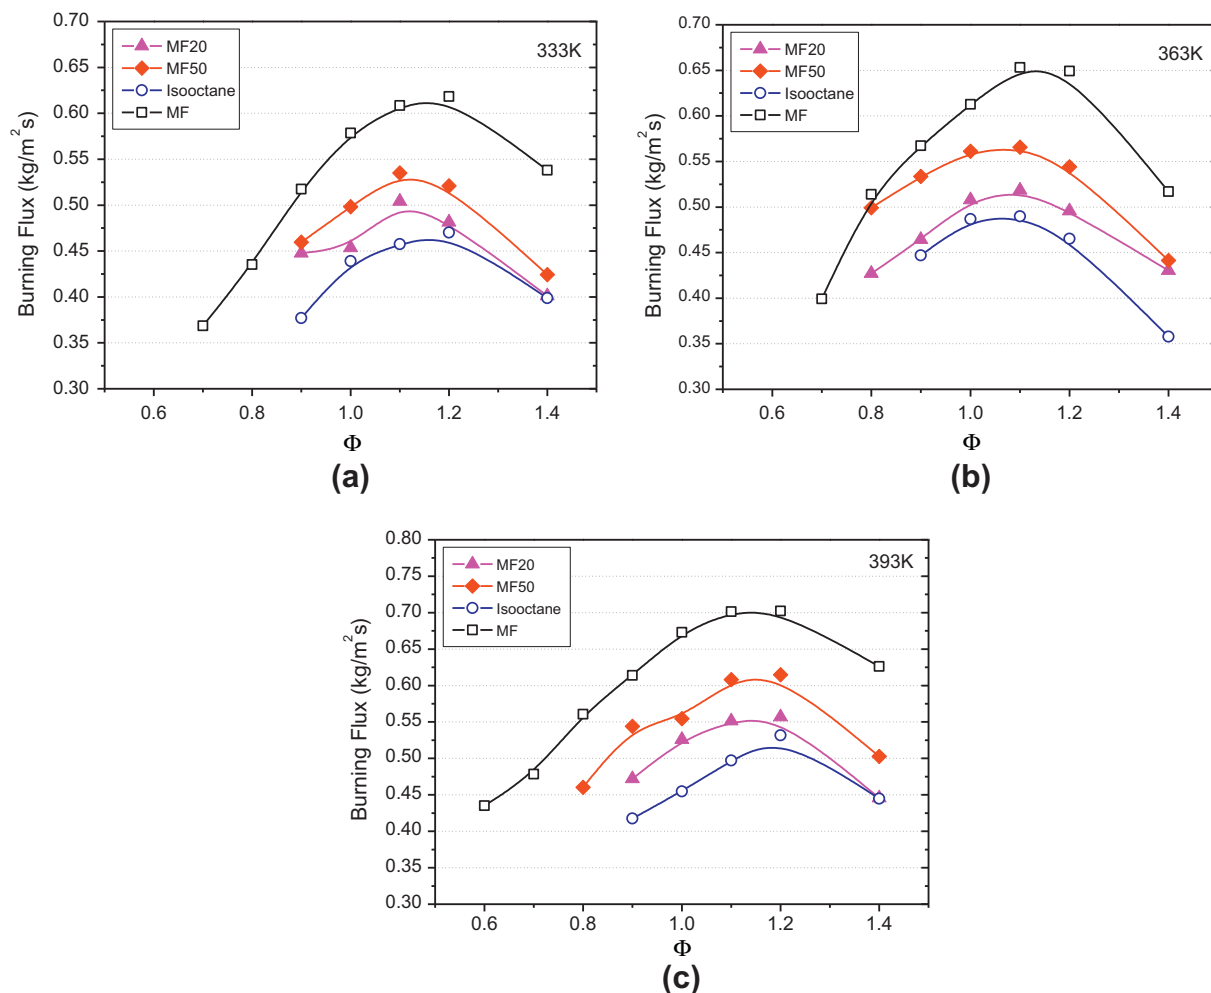 0.70
0.65
0.60
0.55
0.50
0.45
0.40
0.35
0.30
Burning Flux (kg/m²s)
MF20
MF50
Isooctane
MF
333K
0.6 0.8 1.0 1.2 1.4
Φ
(a)
0.70
0.65
0.60
0.55
0.50
0.45
0.40
0.35
0.30
Burning Flux (kg/m²s)
MF20
MF50
Isooctane
MF
363K
0.6 0.8 1.0 1.2 1.4
Φ
(b)
0.80
0.75
0.70
0.65
0.60
0.55
0.50
0.45
0.40
0.35
0.30
Burning Flux (kg/m²s)
MF20
MF50
Isooctane
MF
393K
0.6 0.8 1.0 1.2 1.4
Φ
(c)